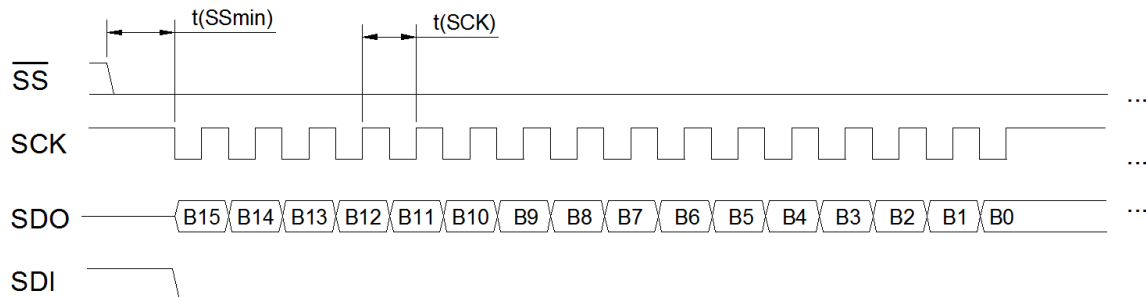 t(SSmin) t(SCK)
SS
...
SCK
...
SDO B15 B14 B13 B12 B11 B10 B9 B8 B7 B6 B5 B4 B3 B2 B1 B0 ...
SDI